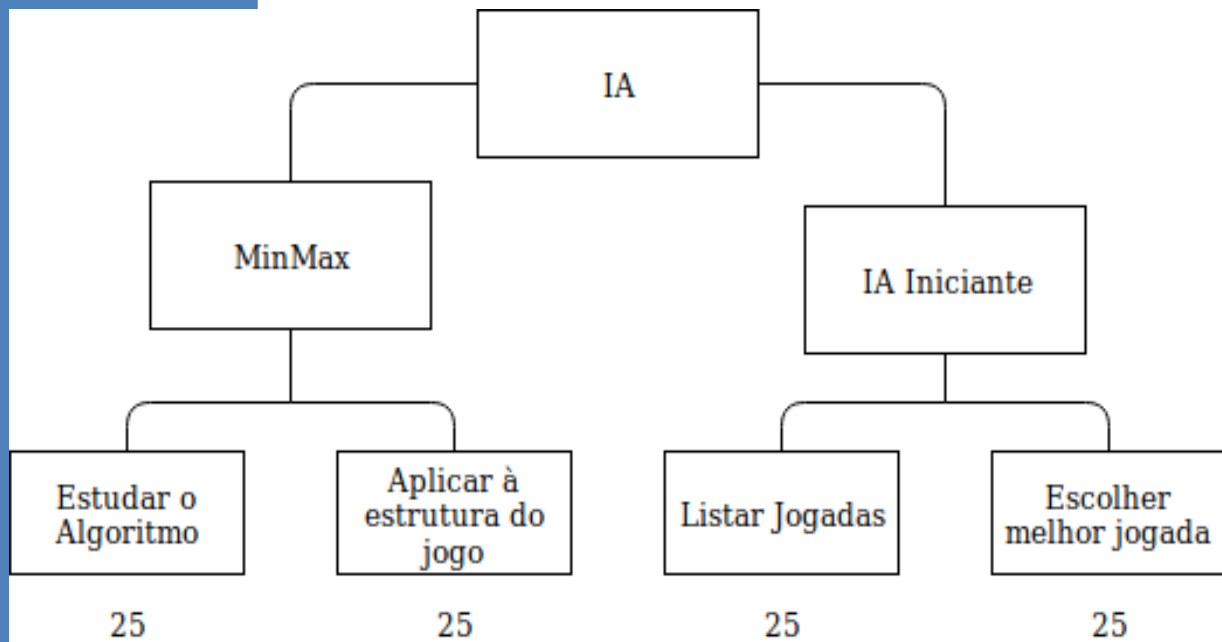 IA
MinMax
IA Iniciante
Estudar o
Algoritmo
Aplicar à
estrutura do
jogo
Listar Jogadas
Escolher
melhor jogada
25
25
25
25